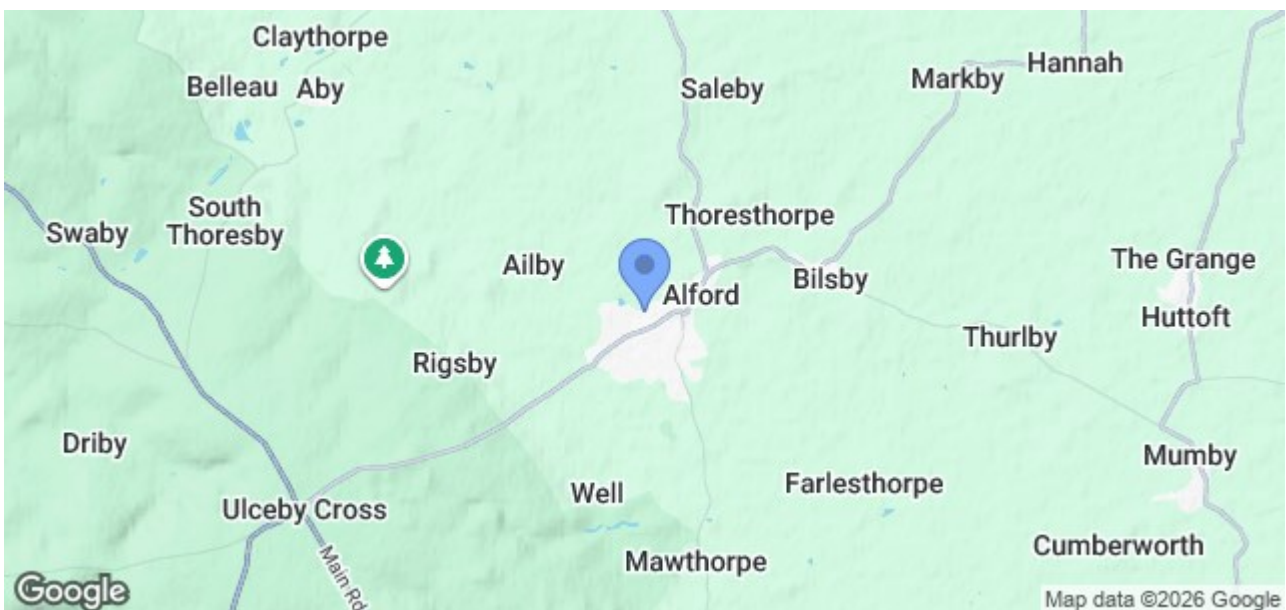 Claythorpe
Belleau
Aby
Saleby
Markby
Hannah
South
Thoresby
Swaby
Thoresthorpe
Ailby
Alford
Bilsby
The Grange
Huttoft
Thurlby
Rigsby
Driby
Mumby
Well
Farlesthorpe
Ulceby Cross
Main Rd
Mawthorpe
Cumberworth
Google
Map data ©2026 Google